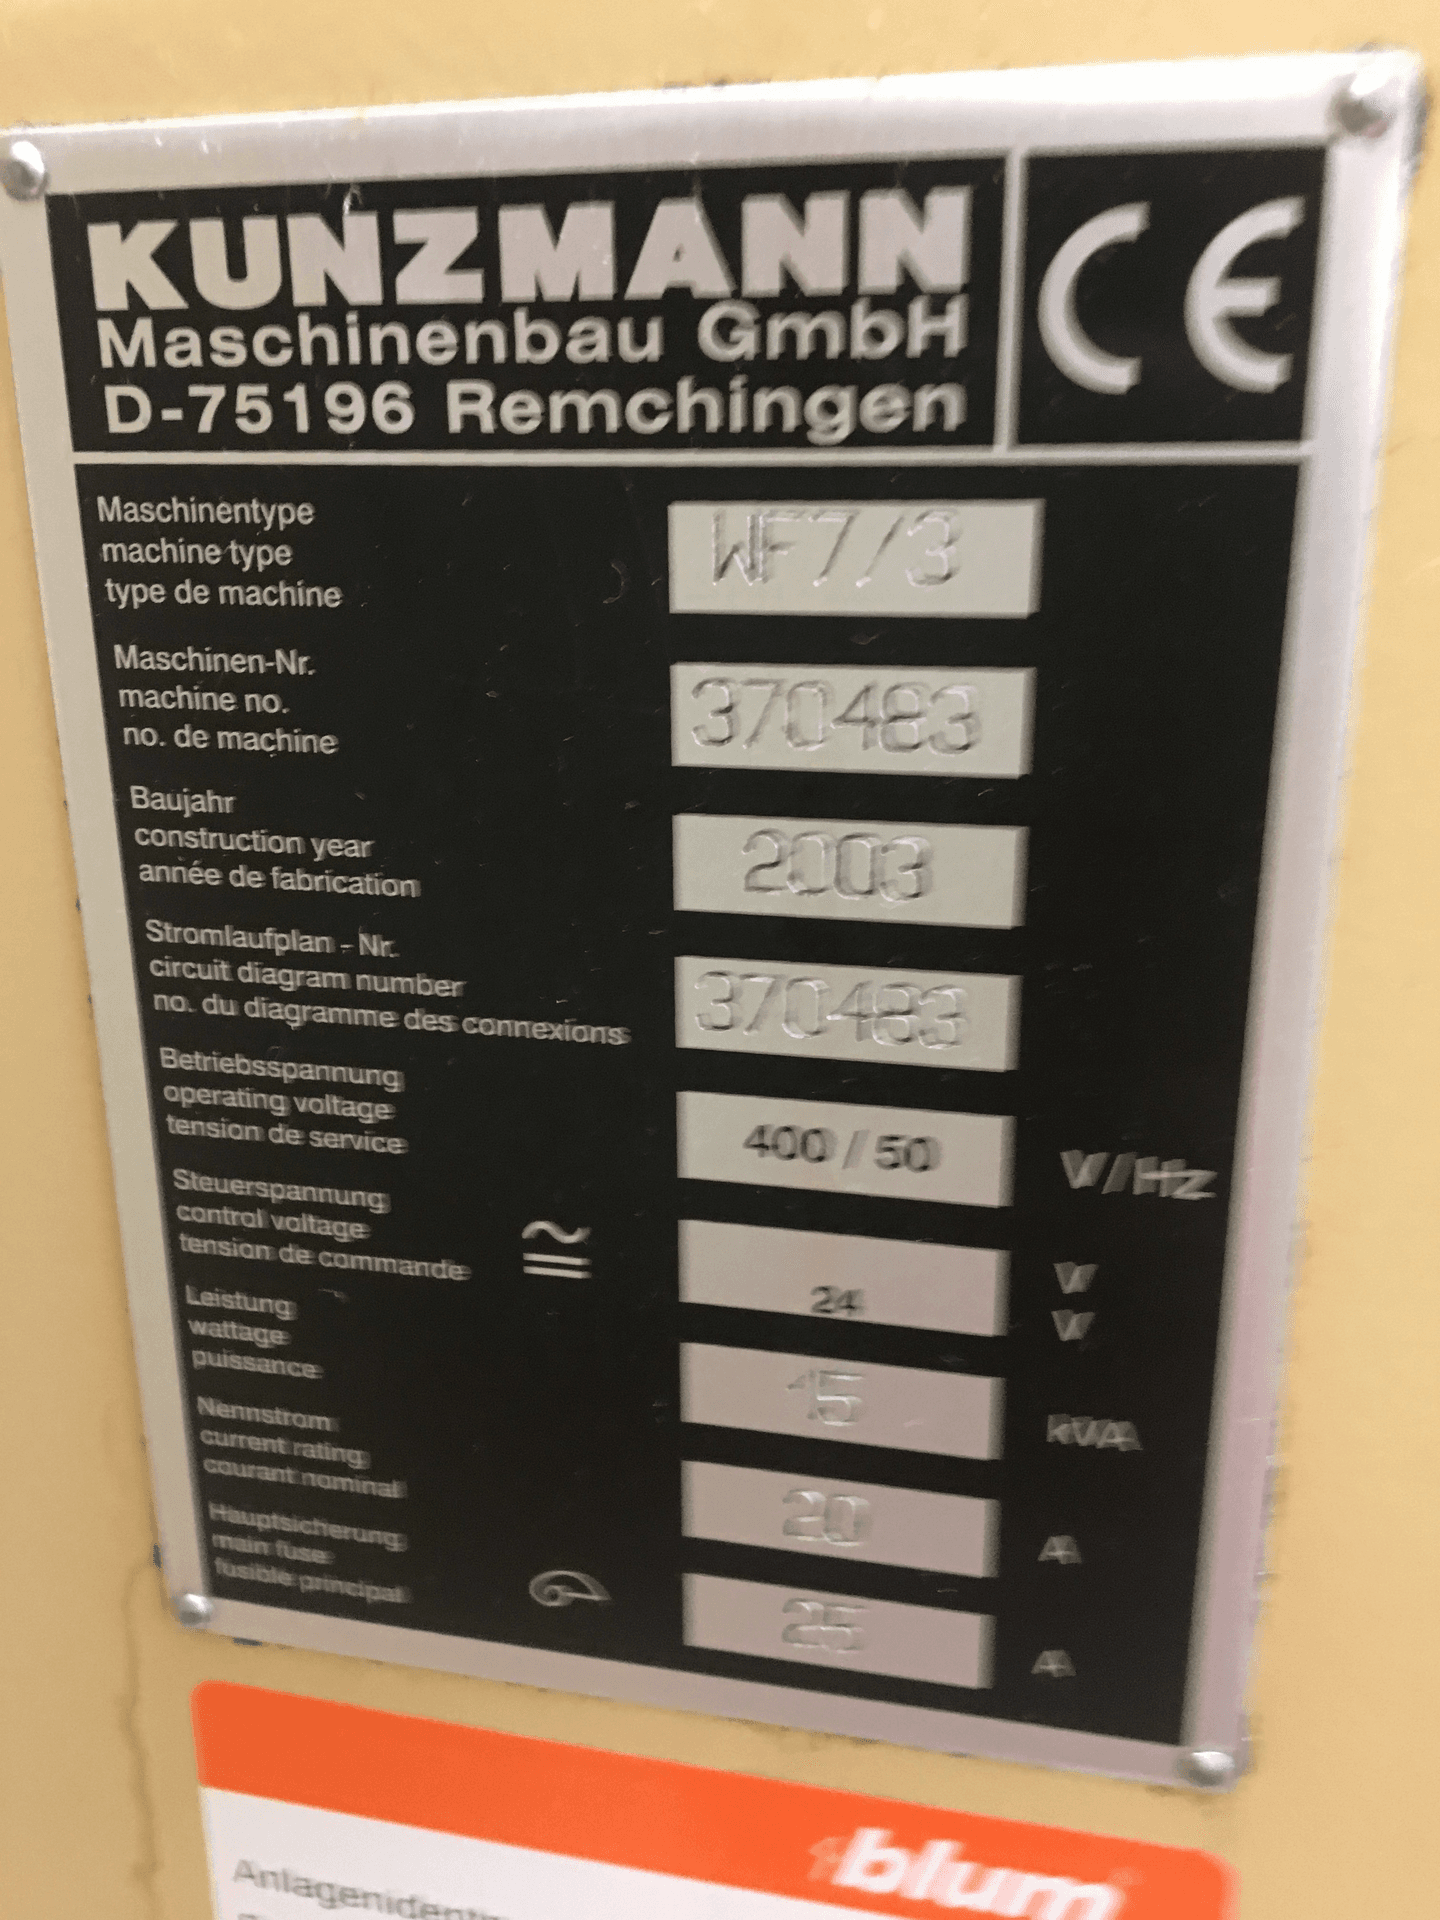 KUNZMANN
Maschinenbau GmbH
D-75196 Remchingen
CE
Maschinentype
machine type
type de machine
WF7/3
Maschinen-Nr.
machine no.
no. de machine
370483
Baujahr
construction year
année de fabrication
2003
Stromlaufplan - Nr.
circuit diagram number
no. du diagramme des connexions
370483
Betriebsspannung
operating voltage
tension de service
400 / 50
V/Hz
Steuerspannung
control voltage
tension de commande
24
V
V
Leistung
wattage
puissance
15
kVA
Nennstrom
current rating
courant nominal
20
A
Hauptsicherung
main fuse
fusible principal
25
A
blum